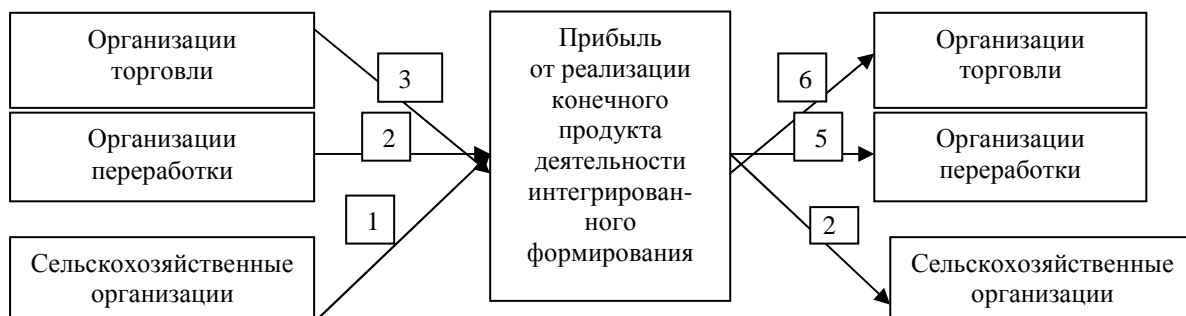 Организации
торговли
3
Организации
переработки
2
1
Сельскохозяйственные
организации
Прибыль
от реализации
конечного
продукта
деятельности
интегрирован-
ного
формирования
6
Организации
торговли
5
Организации
переработки
2
Сельскохозяйственные
организации